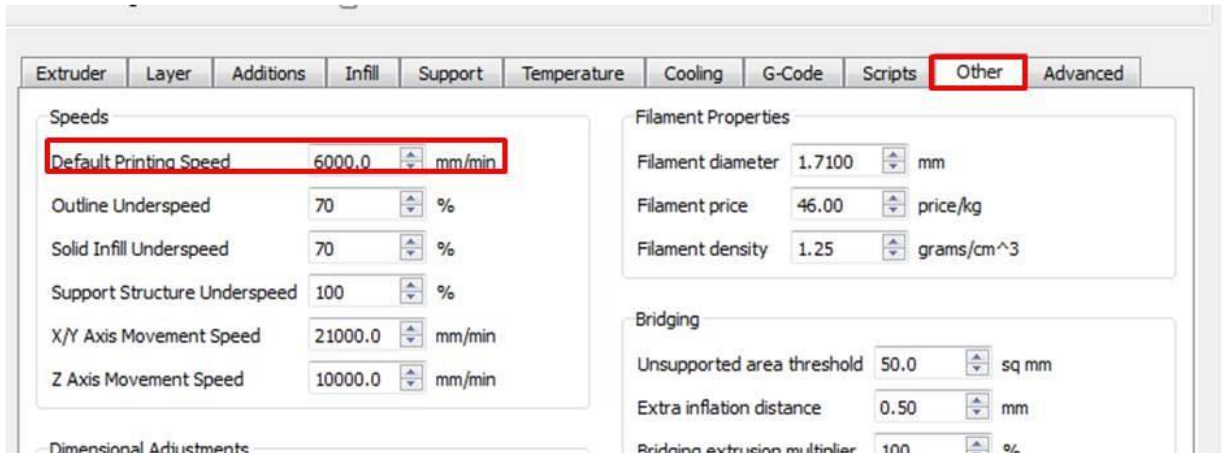 Extruder Layer Additions Infill Support Temperature Cooling G-Code Scripts Other Advanced
Speeds
Default Printing Speed 6000.0 mm/min
Outline Underspeed 70 %
Solid Infill Underspeed 70 %
Support Structure Underspeed 100 %
X/Y Axis Movement Speed 21000.0 mm/min
Z Axis Movement Speed 10000.0 mm/min
Dimensional Adjustments
Filament Properties
Filament diameter 1.7100 mm
Filament price 46.00 price/kg
Filament density 1.25 grams/cm^3
Bridging
Unsupported area threshold 50.0 sq mm
Extra inflation distance 0.50 mm
Bridging extrusion multiplier 100 %